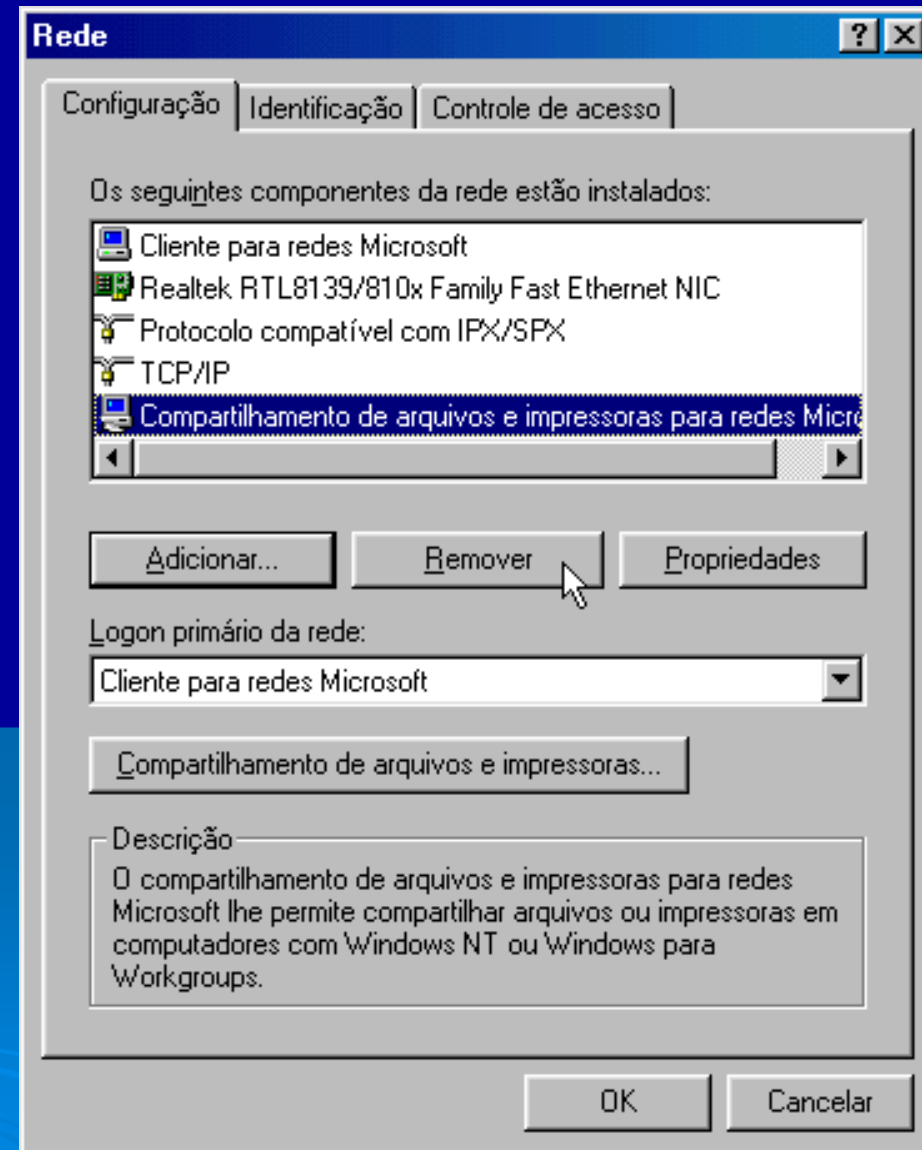 Rede
Configuração
Identificação
Controle de acesso
Os seguintes componentes da rede estão instalados:
Cliente para redes Microsoft
Realtek RTL8139/810x Family Fast Ethernet NIC
Protocolo compatível com IPX/SPX
TCP/IP
Compartilhamento de arquivos e impressoras para redes Micro
Adicionar...
Remover
Propriedades
Logon primário da rede:
Cliente para redes Microsoft
Compartilhamento de arquivos e impressoras...
Descrição
O compartilhamento de arquivos e impressoras para redes
Microsoft lhe permite compartilhar arquivos ou impressoras em
computadores com Windows NT ou Windows para
Workgroups.
OK
Cancelar